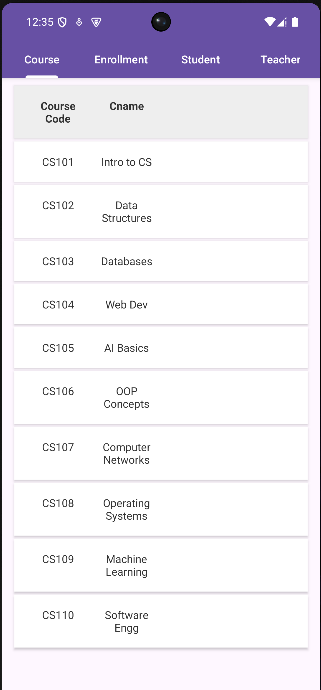 12:35
Course Enrollment Student Teacher
Course Cname
Code
CS101 Intro to CS
CS102 Data
Structures
CS103 Databases
CS104 Web Dev
CS105 AI Basics
CS106 OOP
Concepts
CS107 Computer
Networks
CS108 Operating
Systems
CS109 Machine
Learning
CS110 Software
Engg